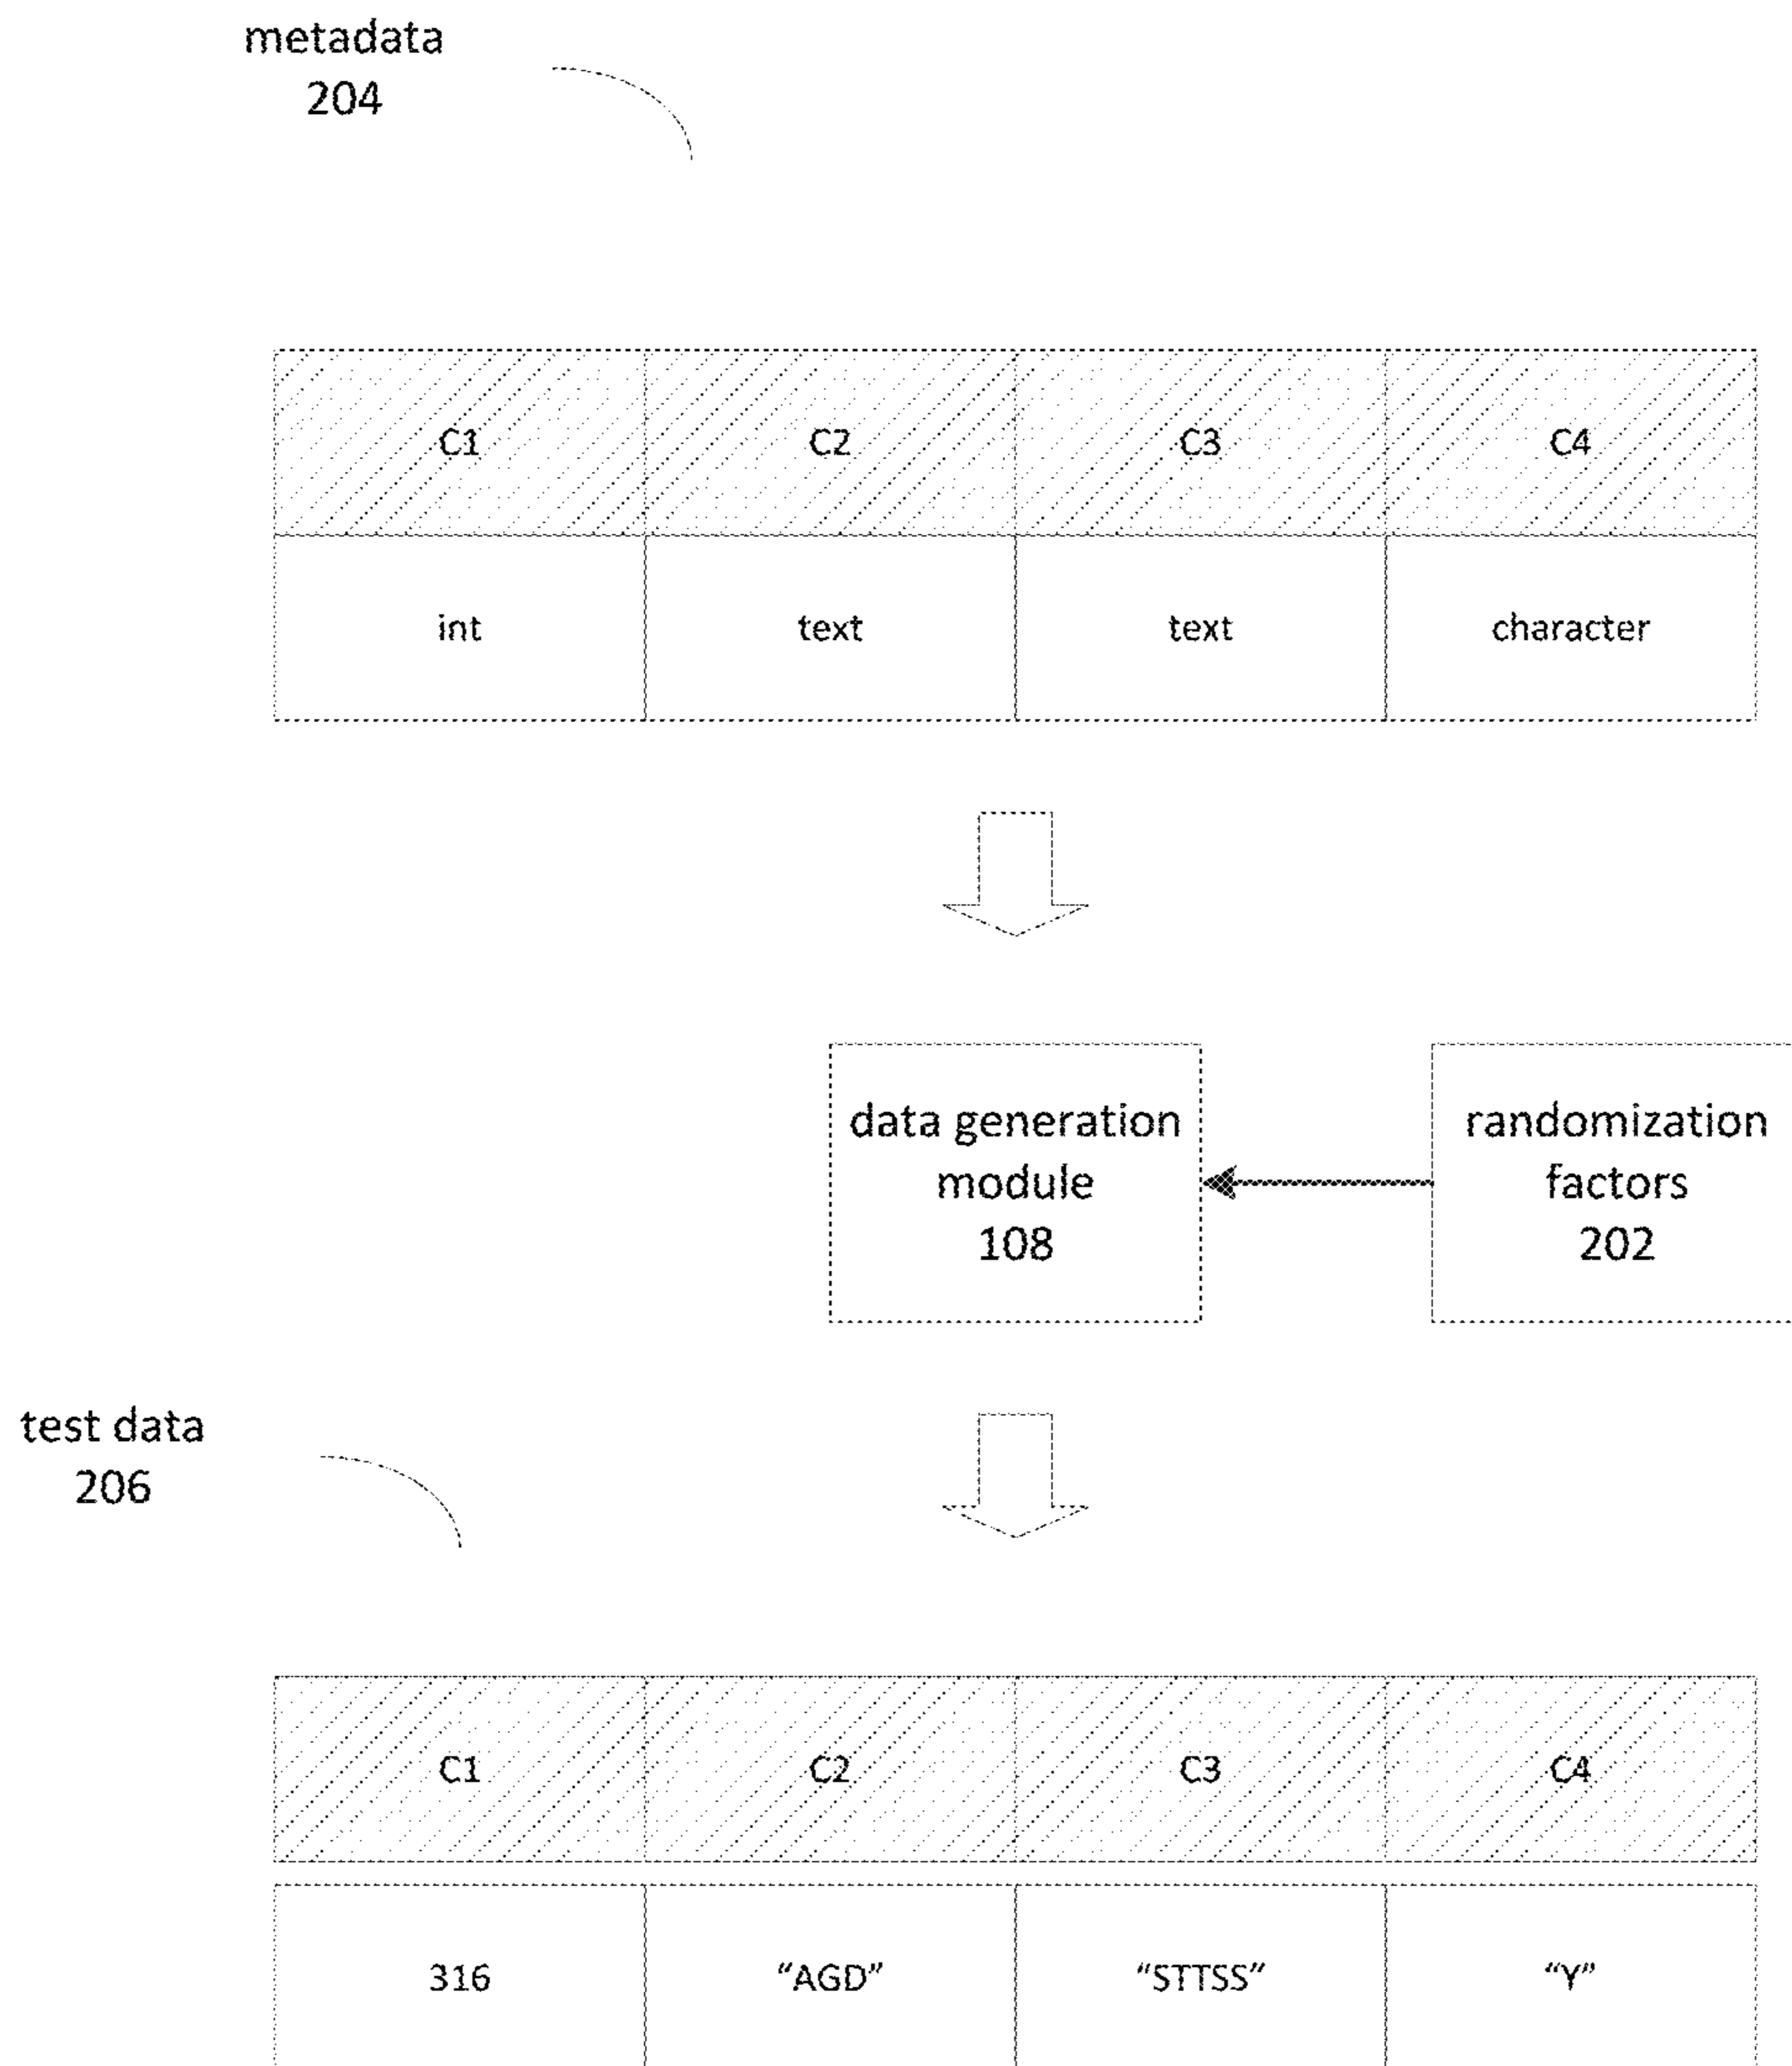 metadata
204
C1 C2 C3 C4
int text text character
data generation
module
108
randomization
factors
202
test data
206
C1 C2 C3 C4
316 “AGD” “STTSS” “Y”